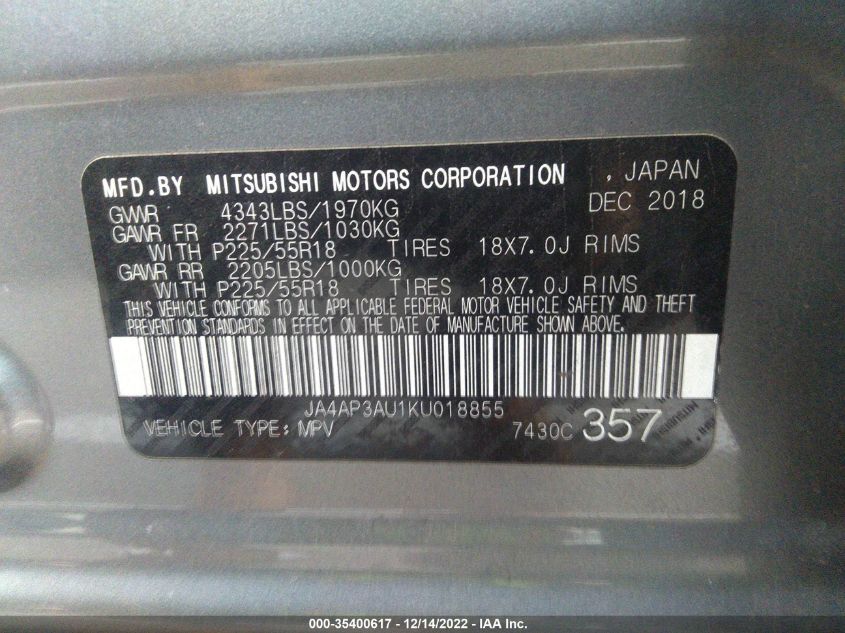 MFD.BY MITSUBISHI MOTORS CORPORATION , JAPAN
GVWR 4343LBS/1970KG DEC 2018
GAWR FR 2271LBS/1030KG
WITH P225/55R18 TIRES 18X7.0J RIMS
GAWR RR 2205LBS/1000KG
WITH P225/55R18 TIRES 18X7.0J RIMS
THIS VEHICLE CONFORMS TO ALL APPLICABLE FEDERAL MOTOR VEHICLE SAFETY AND THEFT
PREVENTION STANDARDS IN EFFECT ON THE DATE OF MANUFACTURE SHOWN ABOVE.
JA4AP3AU1KU018855
VEHICLE TYPE: MPV 7430C 357
000-35400617 - 12/14/2022 - IAA Inc.